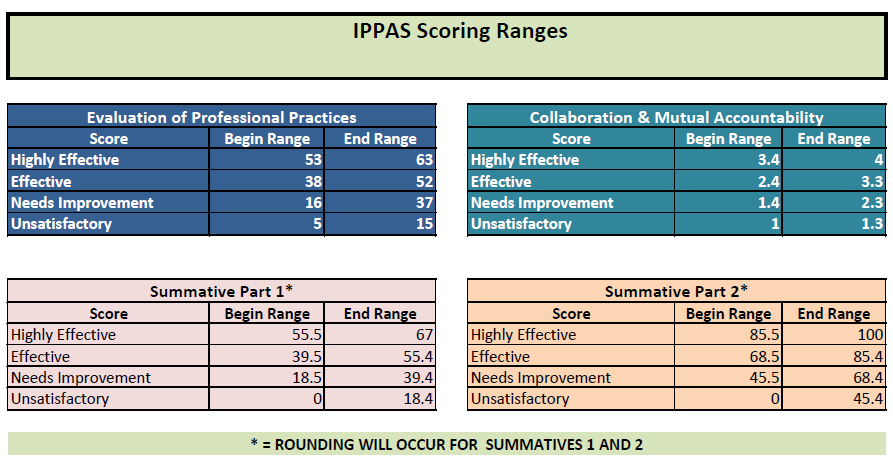 IPPAS Scoring Ranges
Evaluation of Professional Practices
Score Begin Range End Range
Highly Effective 53 63
Effective 38 52
Needs Improvement 16 37
Unsatisfactory 5 15
Collaboration & Mutual Accountability
Score Begin Range End Range
Highly Effective 3.4 4
Effective 2.4 3.3
Needs Improvement 1.4 2.3
Unsatisfactory 1 1.3
Summative Part 1*
Score Begin Range End Range
Highly Effective 55.5 67
Effective 39.5 55.4
Needs Improvement 18.5 39.4
Unsatisfactory 0 18.4
Summative Part 2*
Score Begin Range End Range
Highly Effective 85.5 100
Effective 68.5 85.4
Needs Improvement 45.5 68.4
Unsatisfactory 0 45.4
* = ROUNDING WILL OCCUR FOR SUMMATIVES 1 AND 2